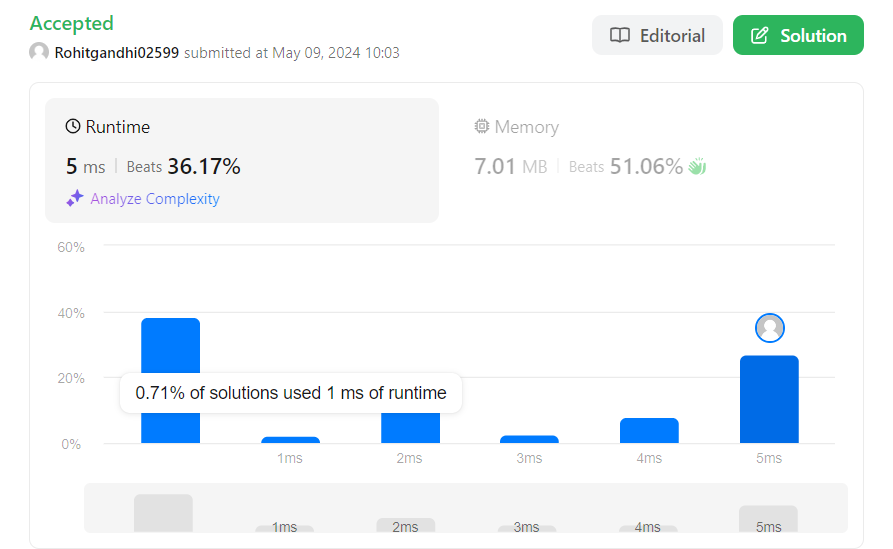 Accepted
Editorial
Solution
Rohitgandhi02599 submitted at May 09, 2024 10:03
Runtime
Memory
5 ms | Beats 36.17%
7.01 MB | Beats 51.06%
Analyze Complexity
60%
40%
20%
0.71% of solutions used 1 ms of runtime
0%
1ms 2ms 3ms 4ms 5ms
1ms 2ms 3ms 4ms 5ms